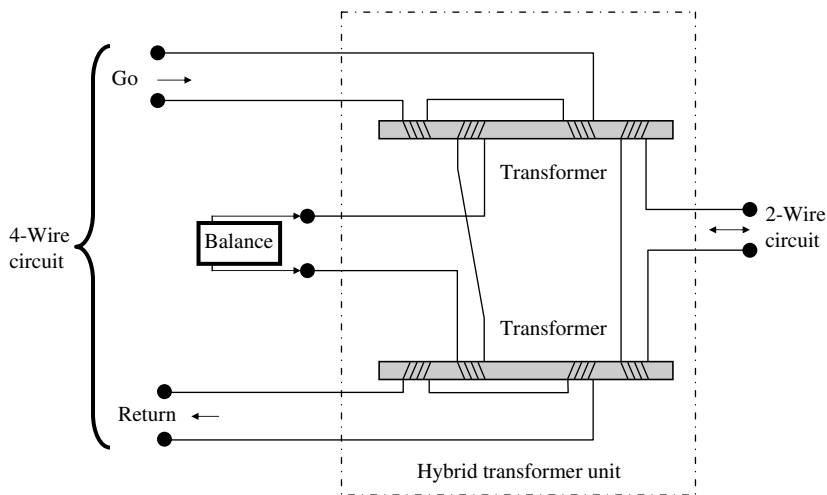 Go
Transformer
4-Wire
circuit
Balance
2-Wire
circuit
Transformer
Return
Hybrid transformer unit